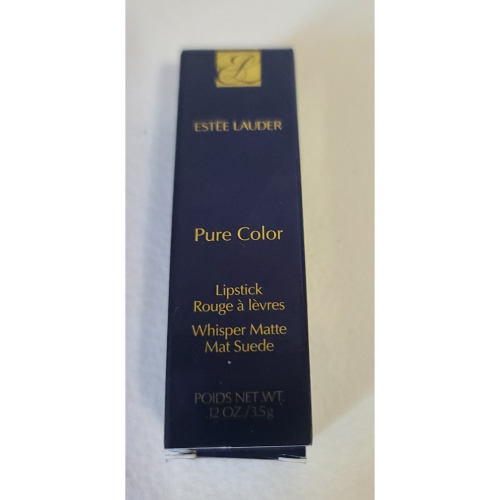 ESTĒE LAUDER
Pure Color
Lipstick
Rouge à lèvres
Whisper Matte
Mat Suede
POIDS NET.WT.
.12 OZ./3.5g